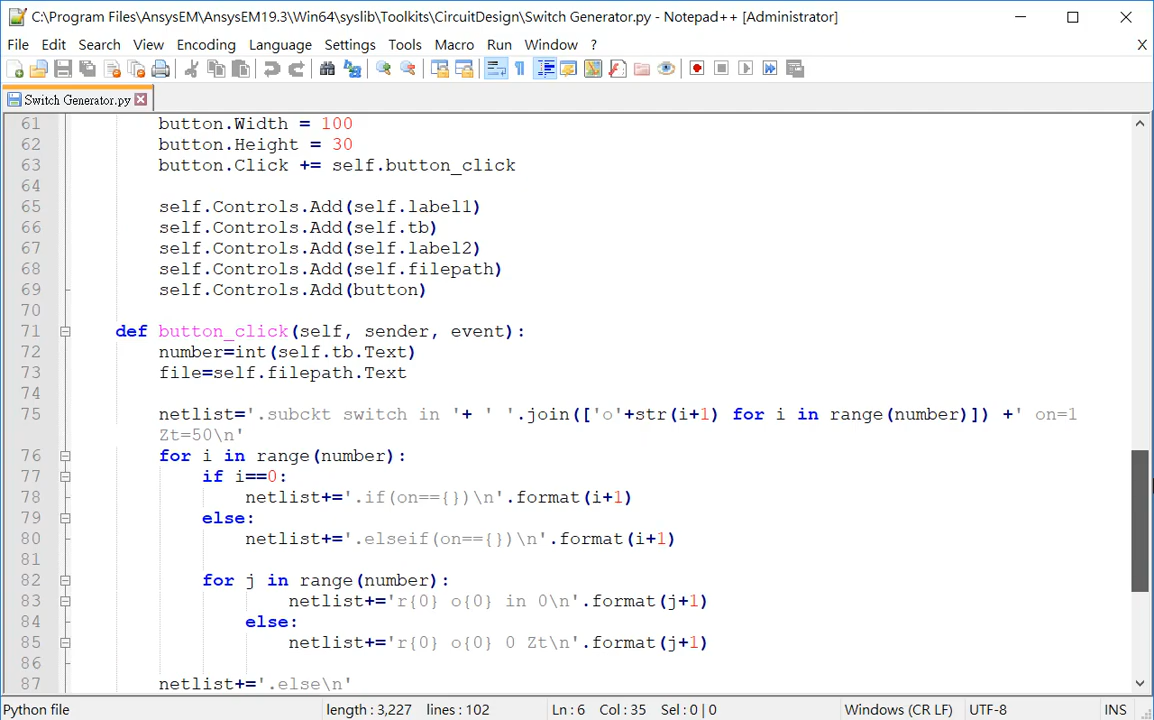 C:\Program Files\AnsysEM\AnsysEM19.3\Win64\syslib\Toolkits\CircuitDesign\Switch Generator.py - Notepad++ [Administrator]
File Edit Search View Encoding Language Settings Tools Macro Run Window ? X
Switch Generator.py
61 button.Width = 100
62 button.Height = 30
63 button.Click += self.button_click
64
65 self.Controls.Add(self.label1)
66 self.Controls.Add(self.tb)
67 self.Controls.Add(self.label2)
68 self.Controls.Add(self.filepath)
69 self.Controls.Add(button)
70
71 def button_click(self, sender, event):
72 number=int(self.tb.Text)
73 file=self.filepath.Text
74
75 netlist='.subckt switch in '+ ' '.join(['o'+str(i+1) for i in range(number)]) +' on=1
Zt=50\n'
76 for i in range(number):
77 if i==0:
78 netlist+='.if(on=={})\n'.format(i+1)
79 else:
80 netlist+='.elseif(on=={})\n'.format(i+1)
81
82 for j in range(number):
83 netlist+='r{0} o{0} in 0\n'.format(j+1)
84 else:
85 netlist+='r{0} o{0} 0 Zt\n'.format(j+1)
86
87 netlist+='.else\n'
Python file length : 3,227 lines : 102 Ln : 6 Col : 35 Sel : 0 | 0 Windows (CR LF) UTF-8 INS